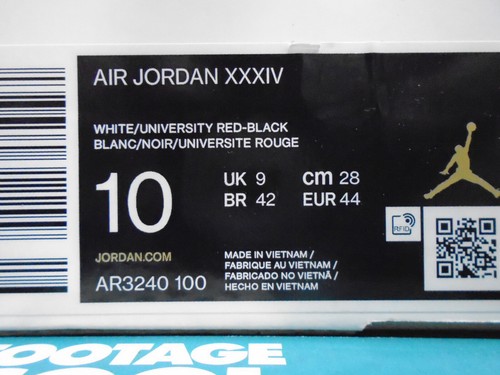 AIR JORDAN XXXIV
WHITE/UNIVERSITY RED-BLACK
BLANC/NOIR/UNIVERSITE ROUGE
10
UK 9 cm 28
BR 42 EUR 44
RFID
JORDAN.COM
AR3240 100
MADE IN VIETNAM /
FABRIQUE AU VIETNAM /
FABRICADO NO VIETNÃ /
HECHO EN VIETNAM
FOOTAGE